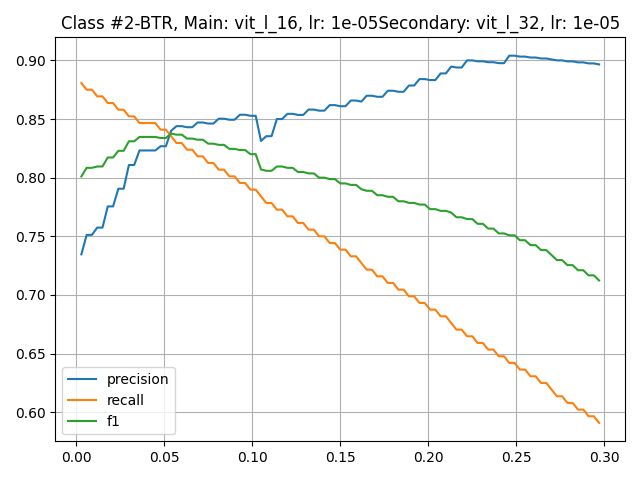 Class #2-BTR, Main: vit_l_16, lr: 1e-05Secondary: vit_l_32, lr: 1e-05
0.90
0.85
0.80
0.75
0.70
0.65
0.60
precision
recall
f1
0.00 0.05 0.10 0.15 0.20 0.25 0.30